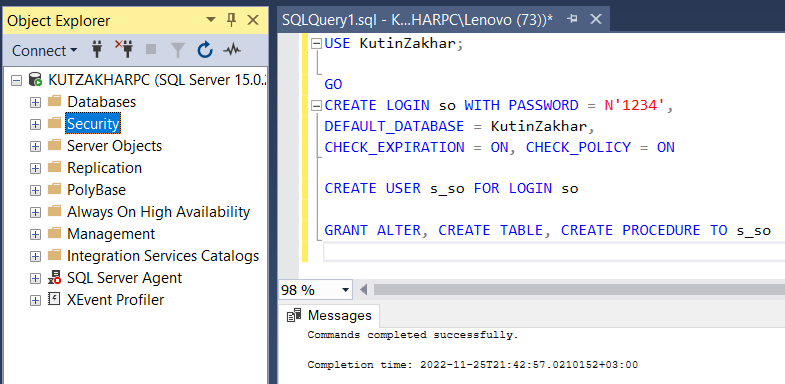 Object Explorer
Connect
KUTZAKHARPC (SQL Server 15.0.
Databases
Security
Server Objects
Replication
PolyBase
Always On High Availability
Management
Integration Services Catalogs
SQL Server Agent
XEvent Profiler
SQLQuery1.sql - K...HARPC\Lenovo (73))*
USE KutinZakhar;
GO
CREATE LOGIN so WITH PASSWORD = N'1234',
DEFAULT_DATABASE = KutinZakhar,
CHECK_EXPIRATION = ON, CHECK_POLICY = ON
CREATE USER s_so FOR LOGIN so
GRANT ALTER, CREATE TABLE, CREATE PROCEDURE TO s_so
98 %
Messages
Commands completed successfully.
Completion time: 2022-11-25T21:42:57.0210152+03:00